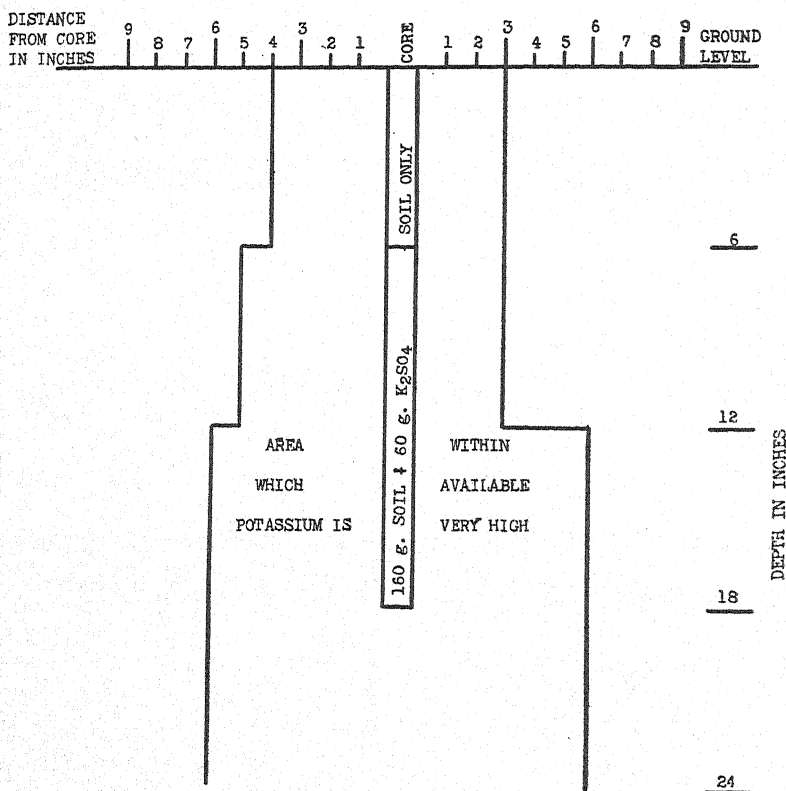 DISTANCE
FROM CORE
IN INCHES
9 8 7 6 5 4 3 2 1 CORE 1 2 3 4 5 6 7 8 9
GROUND
LEVEL
SOIL ONLY
160 g. SOIL + 60 g. K₂SO₄
AREA WITHIN
WHICH AVAILABLE
POTASSIUM IS VERY HIGH
6
12
18
24
DEPTH IN INCHES